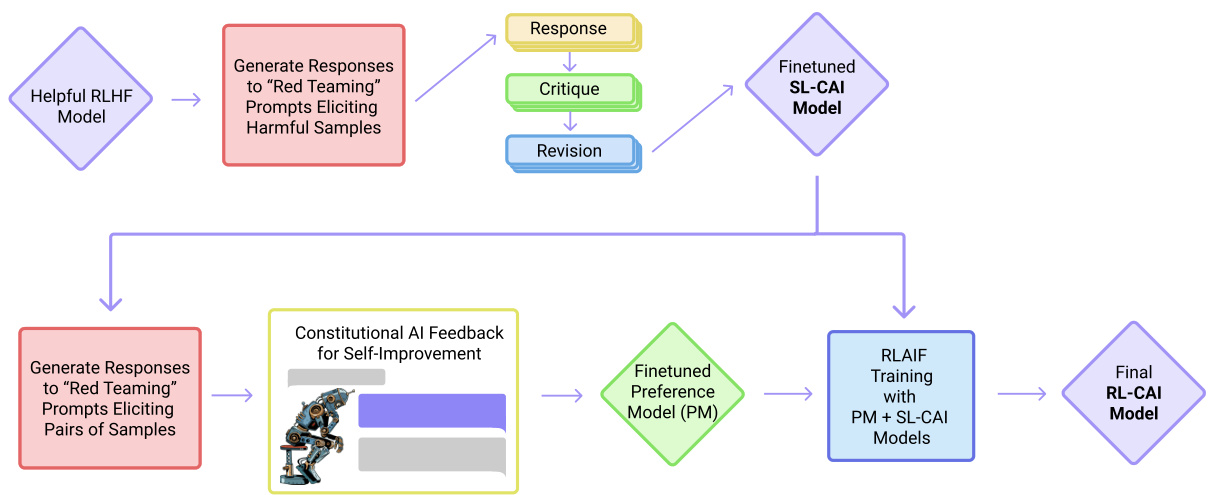 Helpful RLHF
Model
Generate Responses
to “Red Teaming”
Prompts Eliciting
Harmful Samples
Response
Critique
Revision
Finetuned
SL-CAI
Model
Generate Responses
to “Red Teaming”
Prompts Eliciting
Pairs of Samples
Constitutional AI Feedback
for Self-Improvement
Finetuned
Preference
Model (PM)
RLAIF
Training
with
PM + SL-CAI
Models
Final
RL-CAI
Model